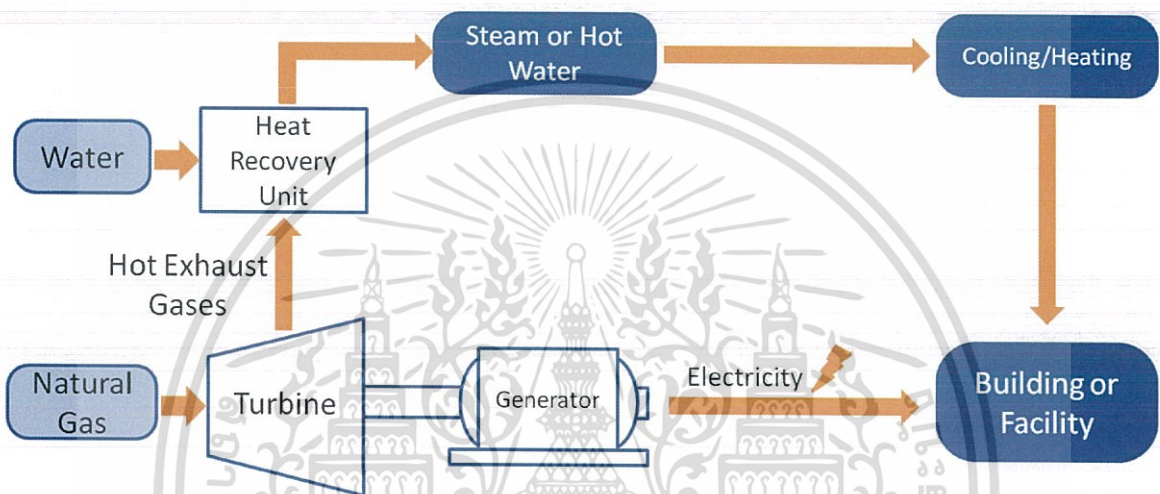 Steam or Hot
Water
Cooling/Heating
Water
Heat
Recovery
Unit
Hot Exhaust
Gases
Natural
Gas
Turbine
Generator
Electricity
Building or
Facility